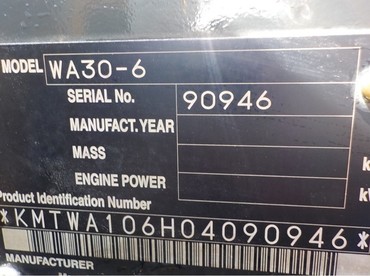 MODEL WA30-6
SERIAL No. 90946
MANUFACT. YEAR
MASS
ENGINE POWER
Product Identification Number
*KMTWA106H04090946*
Manufacturer